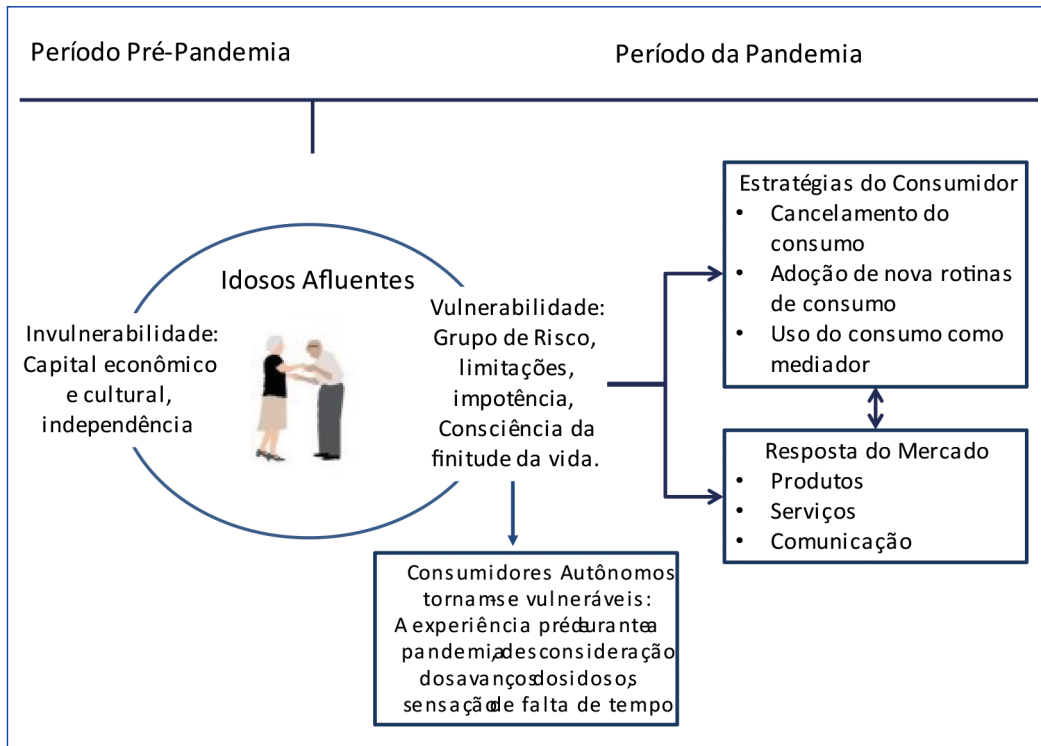 Período Pré-Pandemia
Período da Pandemia
Idosos Afluentes
Invulnerabilidade:
Capital econômico
e cultural,
independência
Vulnerabilidade:
Grupo de Risco,
limitações,
impotência,
Consciência da
finitude da vida.
Estratégias do Consumidor
• Cancelamento do
consumo
• Adoção de nova rotinas
de consumo
• Uso do consumo como
mediador
Resposta do Mercado
• Produtos
• Serviços
• Comunicação
Consumidores Autônomos
tornam-se vulneráveis:
A experiência pré e durante a
pandemia, a desconsideração
dos avanços dos idosos,
sensação de falta de tempo